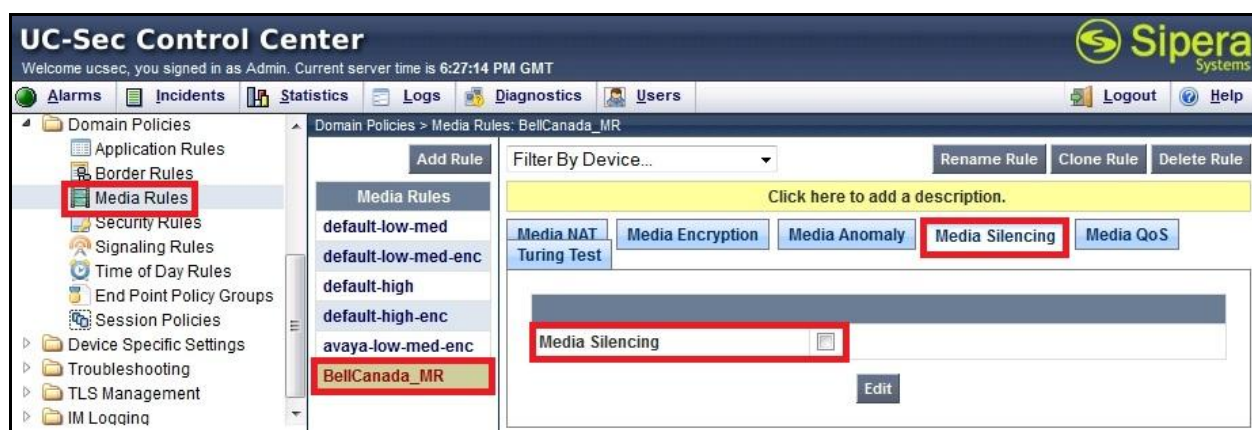 UC-Sec Control Center
Welcome ucsec, you signed in as Admin. Current server time is 6:27:14 PM GMT
S Sipera
Systems
Alarms Incidents Statistics Logs Diagnostics Users Logout Help
Domain Policies
Application Rules
Border Rules
Media Rules
Security Rules
Signaling Rules
Time of Day Rules
End Point Policy Groups
Session Policies
Device Specific Settings
Troubleshooting
TLS Management
IM Logging
Domain Policies > Media Rules: BellCanada_MR
Add Rule
Media Rules
default-low-med
default-low-med-enc
default-high
default-high-enc
avaya-low-med-enc
BellCanada_MR
Filter By Device... Rename Rule Clone Rule Delete Rule
Click here to add a description.
Media NAT Media Encryption Media Anomaly Media Silencing Media QoS
Turing Test
Media Silencing
Edit